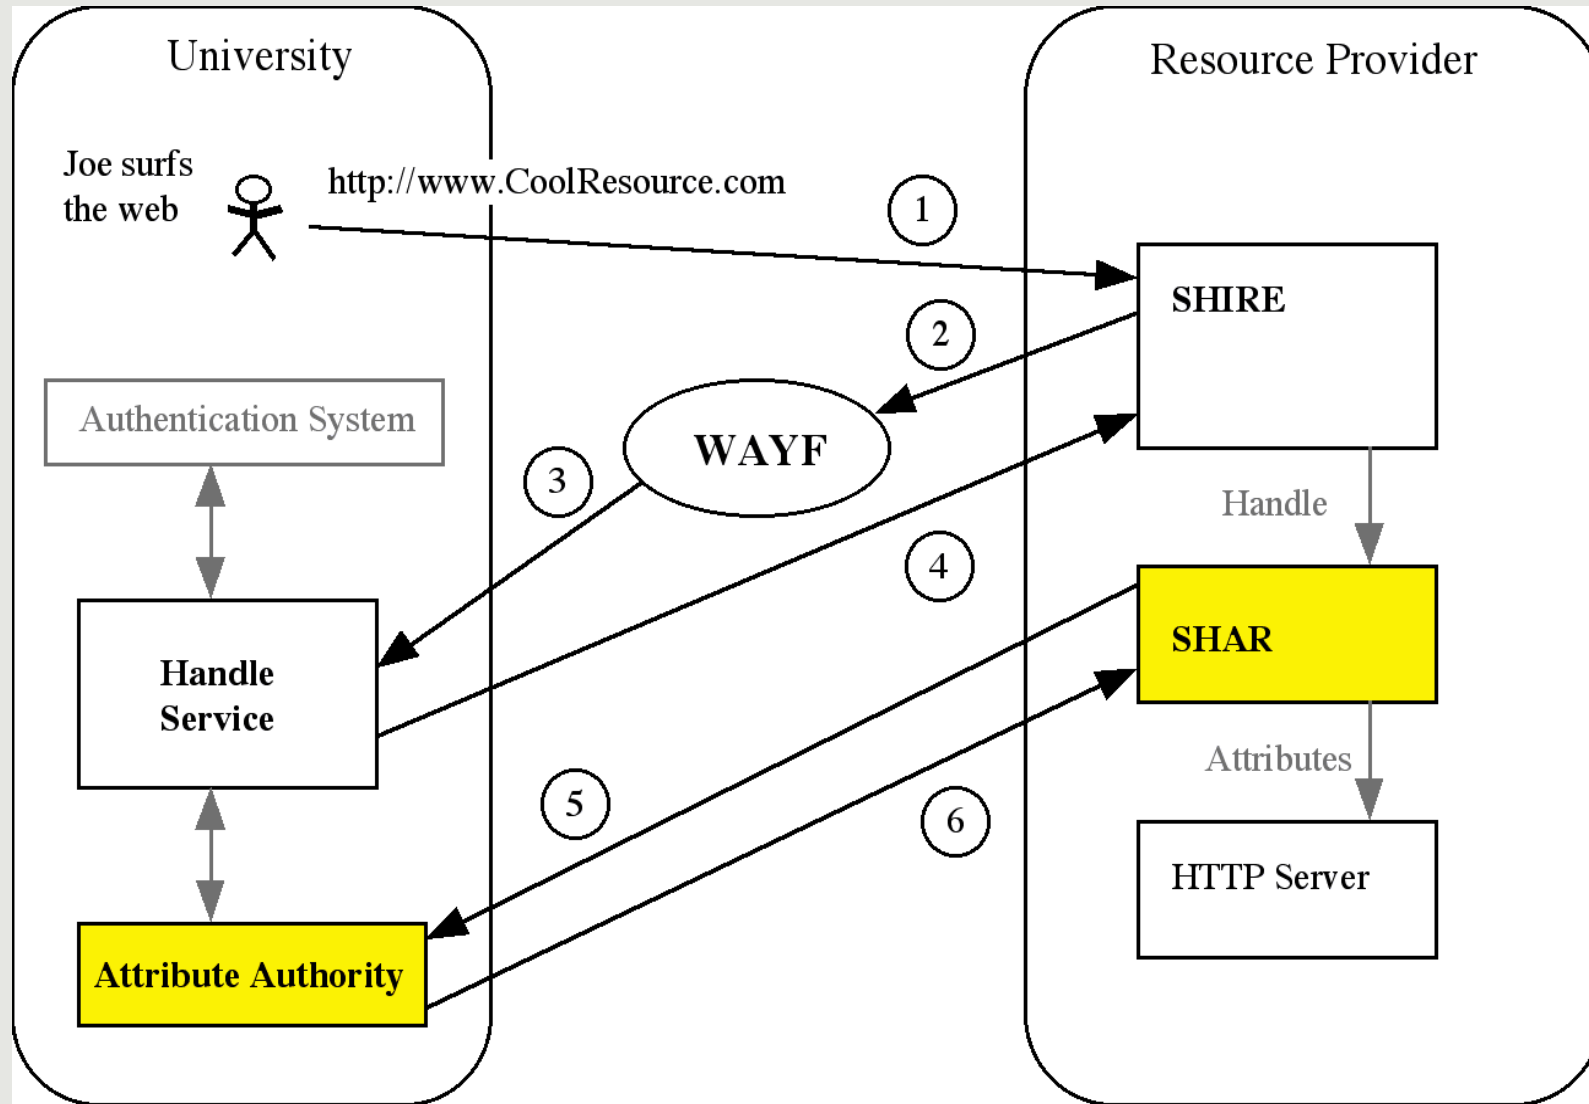 University
Resource Provider
Joe surfs
the web
http://www.CoolResource.com
1
SHIRE
2
Authentication System
WAYF
3
Handle
4
Handle
Service
SHAR
Attributes
5
6
HTTP Server
Attribute Authority